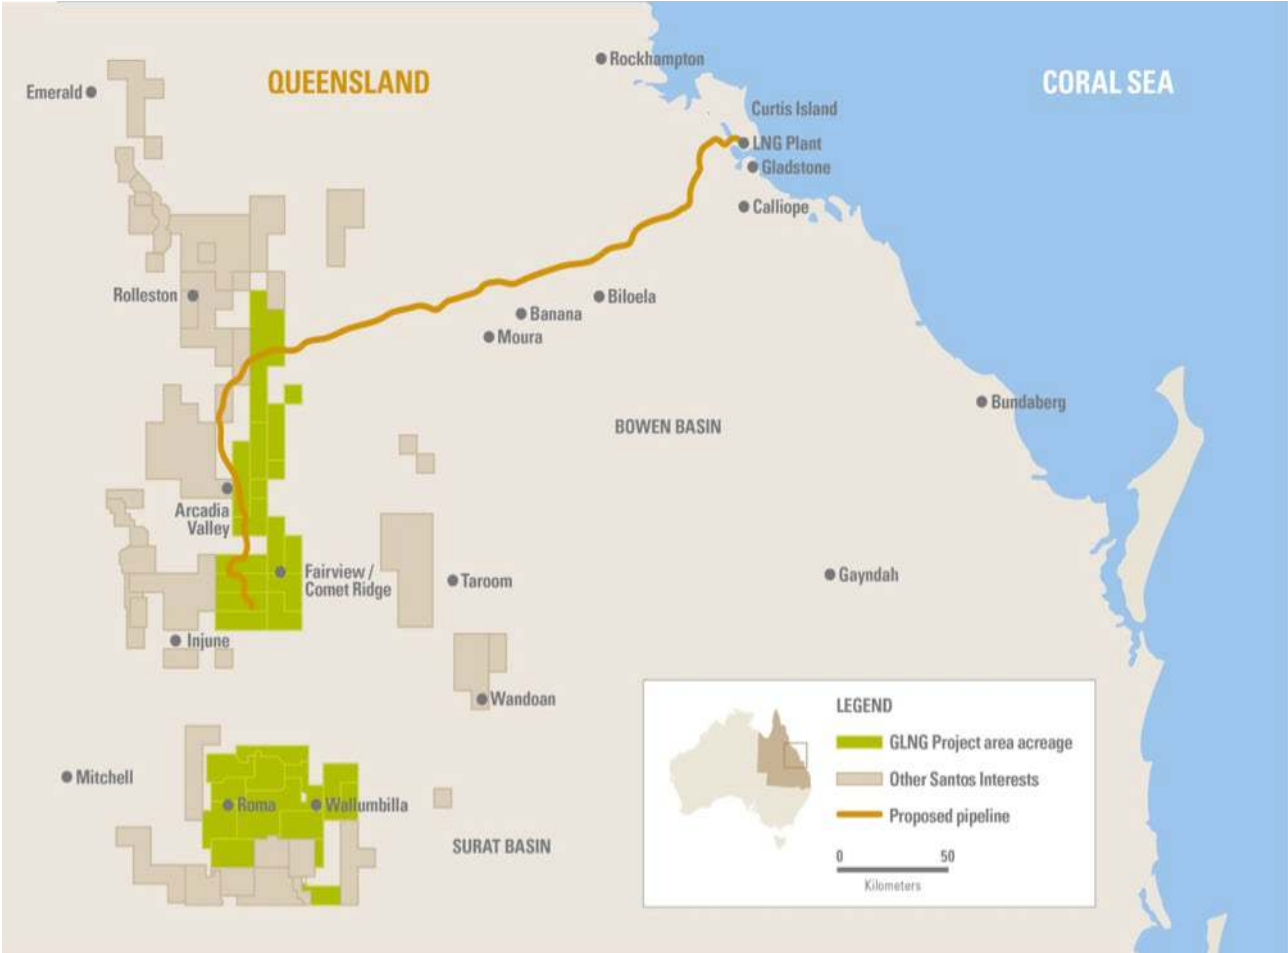 Rockhampton
QUEENSLAND
CORAL SEA
Emerald
Curtis Island
LNG Plant
Gladstone
Calliope
Rolleston
Biloela
Banana
Moura
Bundaberg
BOWEN BASIN
Arcadia
Valley
Fairview /
Comet Ridge
Taroom
Gayndah
Injune
Wandoan
LEGEND
GLNG Project area acreage
Other Santos Interests
Proposed pipeline
0 50
Kilometers
Mitchell
Roma
Wallumbilla
SURAT BASIN